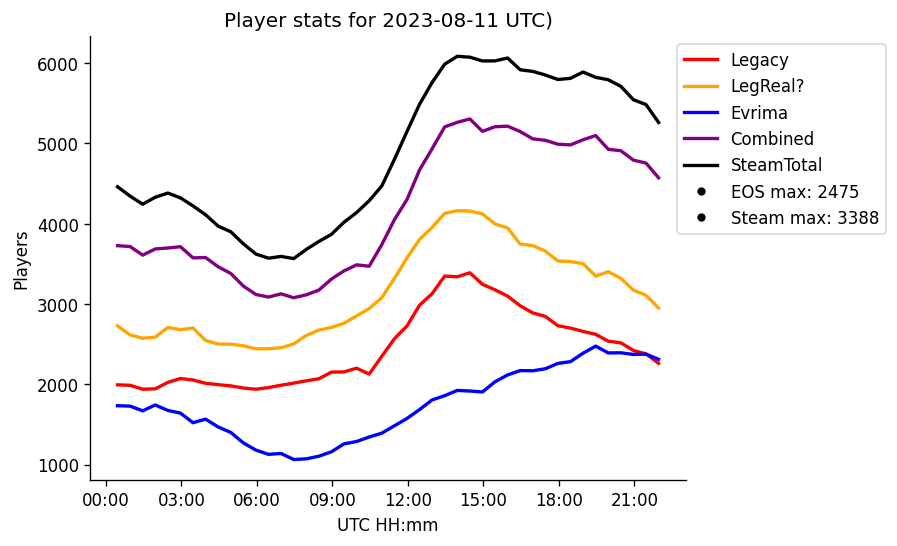 Player stats for 2023-08-11 UTC)
Legacy
LegReal?
Evrima
Combined
SteamTotal
EOS max: 2475
Steam max: 3388
Players
6000
5000
4000
3000
2000
1000
00:00 03:00 06:00 09:00 12:00 15:00 18:00 21:00
UTC HH:mm